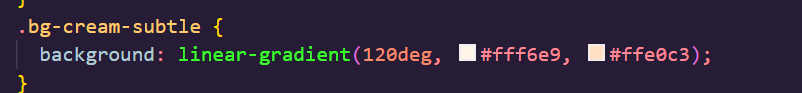 }
.bg-cream-subtle {
background: linear-gradient(120deg, #fff6e9, #ffe0c3);
}